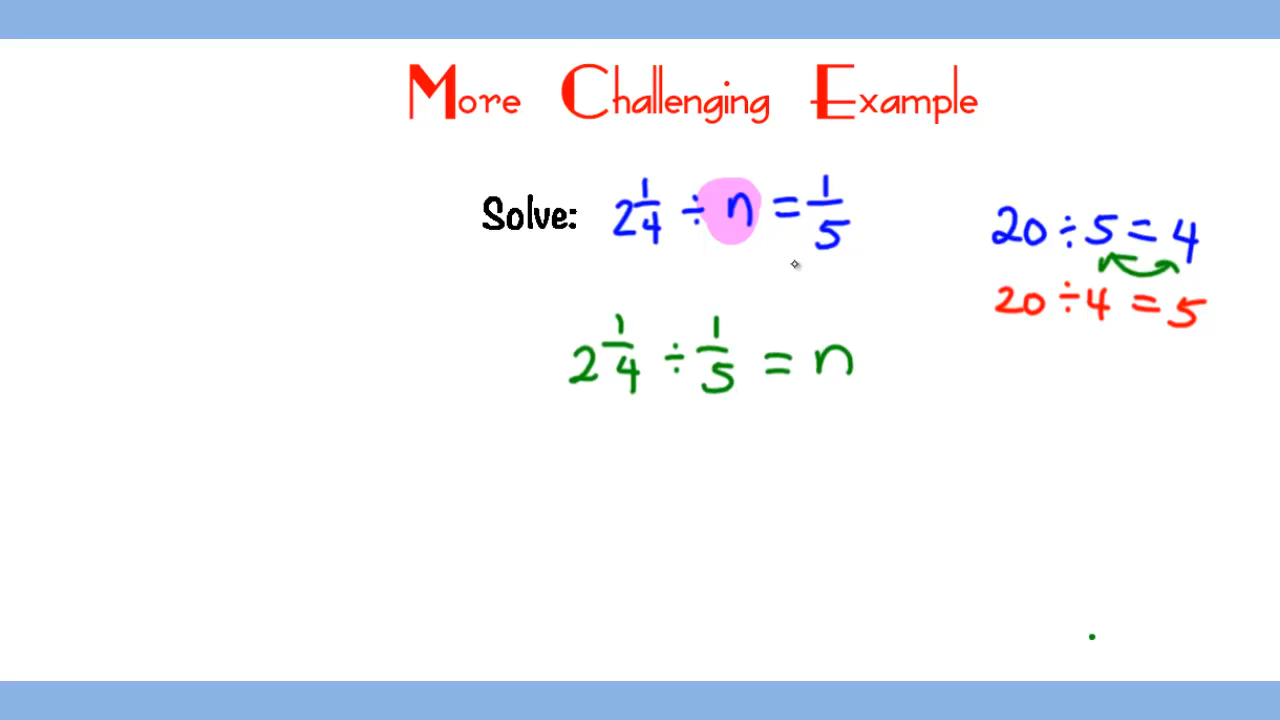 More Challenging Example
Solve: 2 1/4 ÷ n = 1/5
20 ÷ 5 = 4
20 ÷ 4 = 5
2 1/4 ÷ 1/5 = n